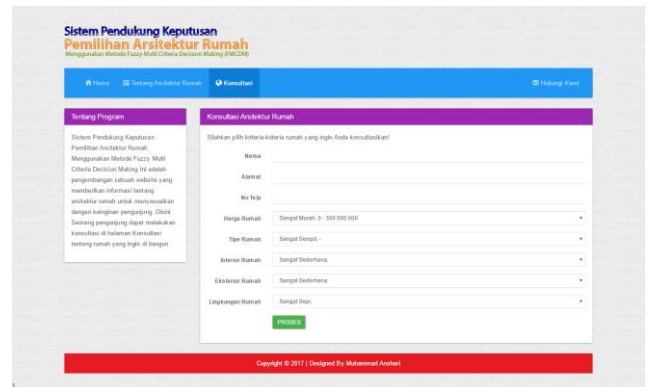 Sistem Pendukung Keputusan
Pemilihan Arsitektur Rumah
Menggunakan Metode Fuzzy Multi Criteria Decision Making (FMCDM)
Home Tentang Arsitektur Rumah Konsultasi Hubungi Kami
Tentang Program
Sistem Pendukung Keputusan
Pemilihan Arsitektur Rumah
Menggunakan Metode Fuzzy Multi
Criteria Decision Making Ini adalah
pengembangan sebuah website yang
memberikan informasi tentang
arsitektur rumah untuk menyesuaikan
dengan keinginan pengunjung. Disini
Seorang pengunjung dapat melakukan
konsultasi di halaman Konsultasi
tentang rumah yang ingin di bangun.
Konsultasi Arsitektur Rumah
Silahkan pilih kriteria-kriteria rumah yang ingin Anda konsultasikan!
Nama
Alamat
No Telp
Harga Rumah Sangat Murah, 0 - 300.000.000
Tipe Rumah Sangat Sempit, -
Interior Rumah Sangat Sederhana,
Eksterior Rumah Sangat Sederhana,
Lingkungan Rumah Sangat Sepi,
PROSES
Copyright © 2017 | Designed By Muhammad Anshari